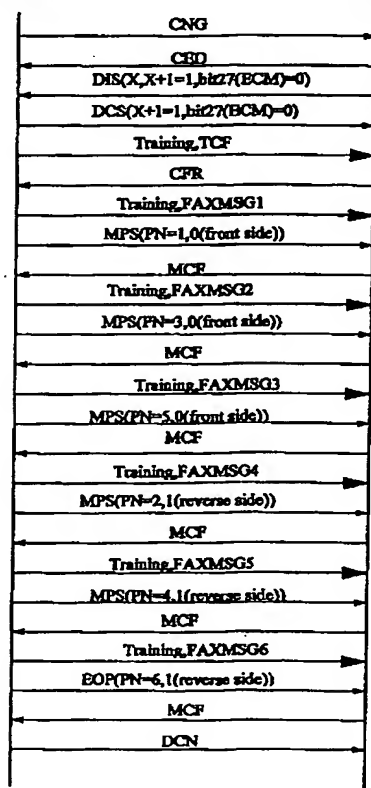 CNG
CED
DIS(X,X+1=1,bit27(ECM)=0)
DCS(X+1=1,bit27(ECM)=0)
Training,TCF
CFR
Training,FAXMSG1
MPS(PN=1,0(front side))
MCF
Training,FAXMSG2
MPS(PN=3,0(front side))
MCF
Training,FAXMSG3
MPS(PN=5,0(front side))
MCF
Training,FAXMSG4
MPS(PN=2,1(reverse side))
MCF
Training,FAXMSG5
MPS(PN=4,1(reverse side))
MCF
Training,FAXMSG6
EOP(PN=6,1(reverse side))
MCF
DCN